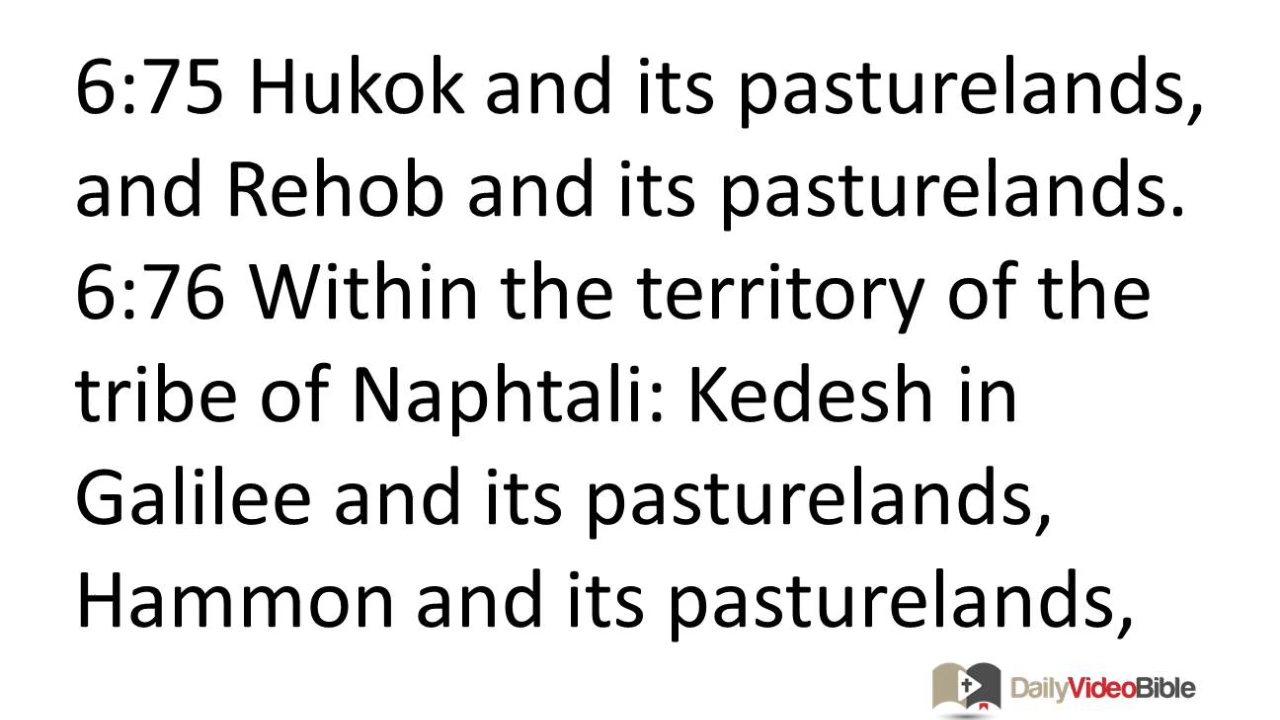 6:75 Hukok and its pasturelands,
and Rehob and its pasturelands.
6:76 Within the territory of the
tribe of Naphtali: Kedesh in
Galilee and its pasturelands,
Hammon and its pasturelands,
DailyVideoBible